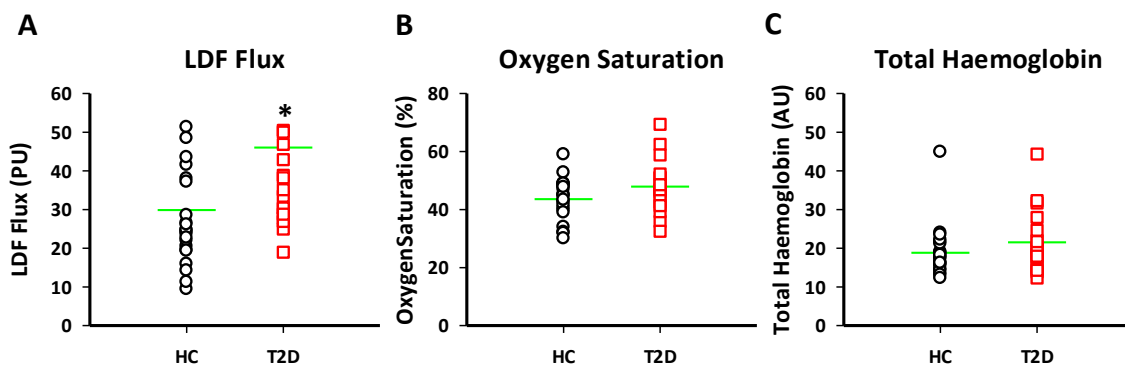 A
LDF Flux
LDF Flux (PU)
60
50
40
30
20
10
0
*
HC
T2D
B
Oxygen Saturation
OxygenSaturation (%)
80
60
40
20
0
HC
T2D
C
Total Haemoglobin
Total Haemoglobin (AU)
60
50
40
30
20
10
0
HC
T2D